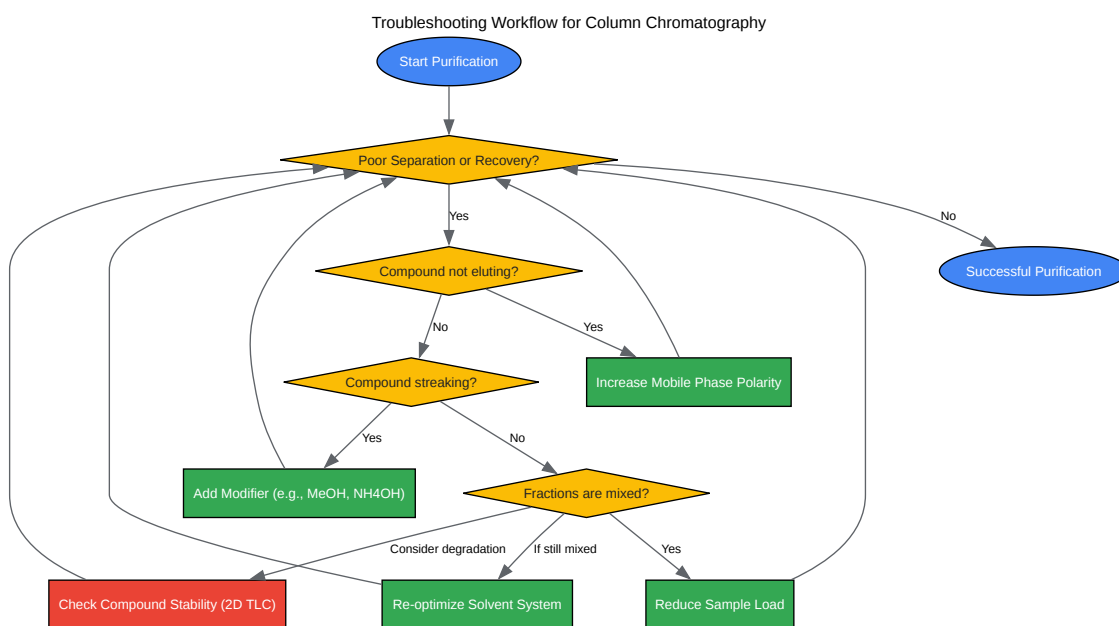 Troubleshooting Workflow for Column Chromatography
Start Purification
Poor Separation or Recovery?
Yes
No
Compound not eluting?
Successful Purification
No
Yes
Compound streaking?
Increase Mobile Phase Polarity
Yes
No
Add Modifier (e.g., MeOH, NH4OH)
Fractions are mixed?
Consider degradation
If still mixed
Yes
Check Compound Stability (2D TLC)
Re-optimize Solvent System
Reduce Sample Load